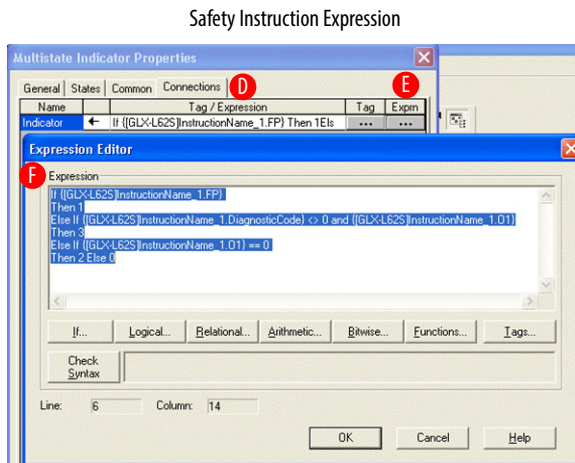 Safety Instruction Expression
Multistate Indicator Properties
General States Common Connections D E
Name Tag / Expression Tag Exprn
Indicator If {[GLX-L62S]InstructionName_1.FP} Then 1Els ... ...
Expression Editor
F Expression
If {[GLX-L62S]InstructionName_1.FP}
Then 1
Else If {[GLX-L62S]InstructionName_1.DiagnosticCode} <> 0 and {[GLX-L62S]InstructionName_1.O1}
Then 3
Else If {[GLX-L62S]InstructionName_1.O1} == 0
Then 2 Else 0
If... Logical... Relational... Arithmetic... Bitwise... Functions... Tags...
Check
Syntax
Line: 6 Column: 14
OK Cancel Help